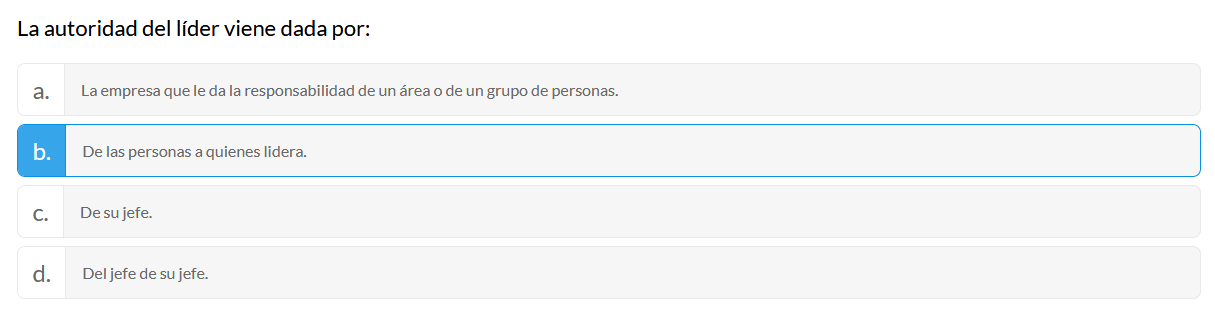 La autoridad del líder viene dada por:
a. La empresa que le da la responsabilidad de un área o de un grupo de personas.
b. De las personas a quienes lidera.
c. De su jefe.
d. Del jefe de su jefe.